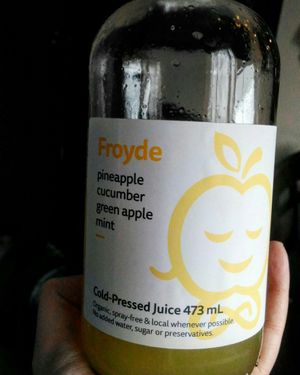 Froyde
pineapple
cucumber
green apple
mint
Cold-Pressed Juice 473 mL
Organic, spray-free & local whenever possible.
No added water, sugar or preservatives.